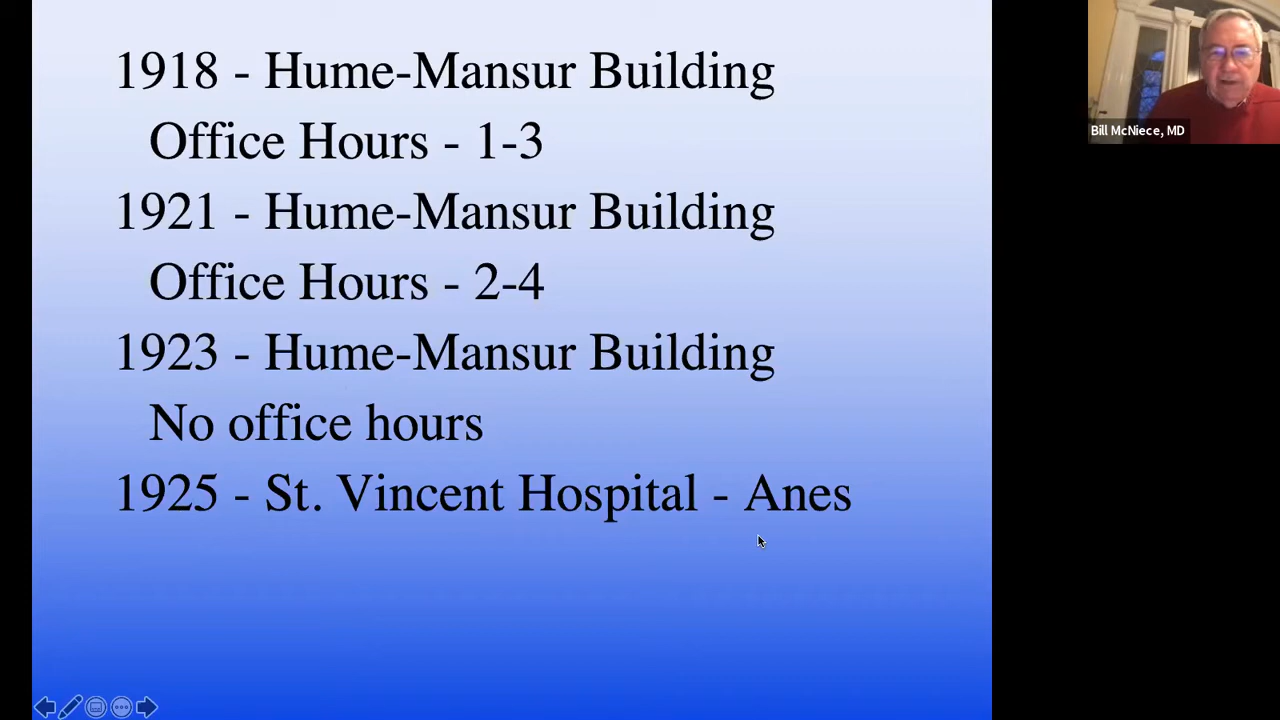 1918 - Hume-Mansur Building
Office Hours - 1-3
1921 - Hume-Mansur Building
Office Hours - 2-4
1923 - Hume-Mansur Building
No office hours
1925 - St. Vincent Hospital - Anes
Bill McNiece, MD